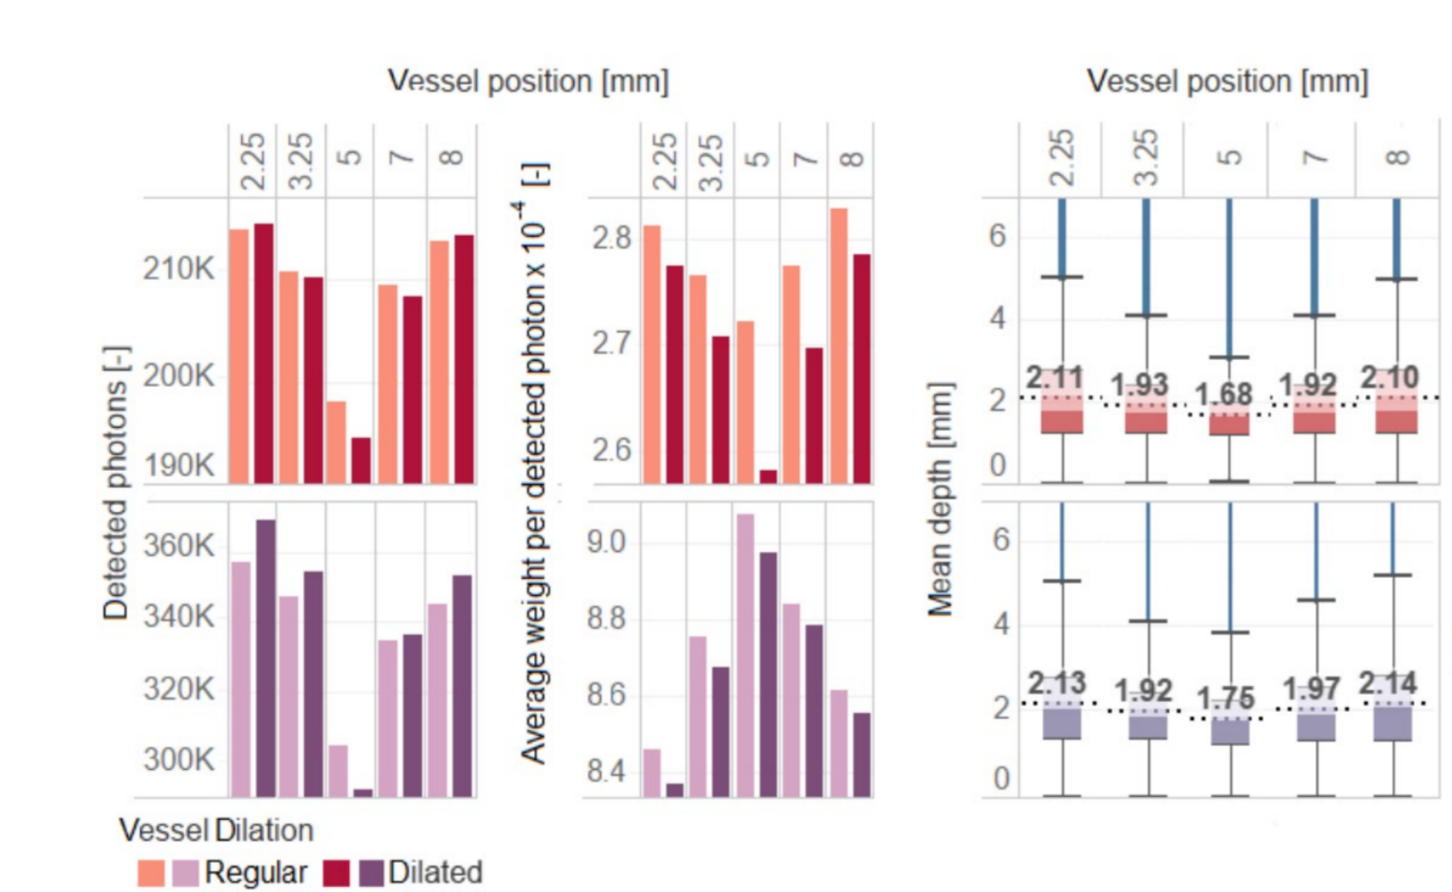 Vessel position [mm]
Vessel position [mm]
2.25 3.25 5 7 8
2.25 3.25 5 7 8
2.25 3.25 5 7 8
Detected photons [-]
210K
200K
190K
360K
340K
320K
300K
Average weight per detected photon x 10⁻⁴ [-]
2.8
2.7
2.6
9.0
8.8
8.6
8.4
Mean depth [mm]
6
4
2
0
2.11 1.93 1.68 1.92 2.10
6
4
2
0
2.13 1.92 1.75 1.97 2.14
Vessel Dilation
Regular Dilated